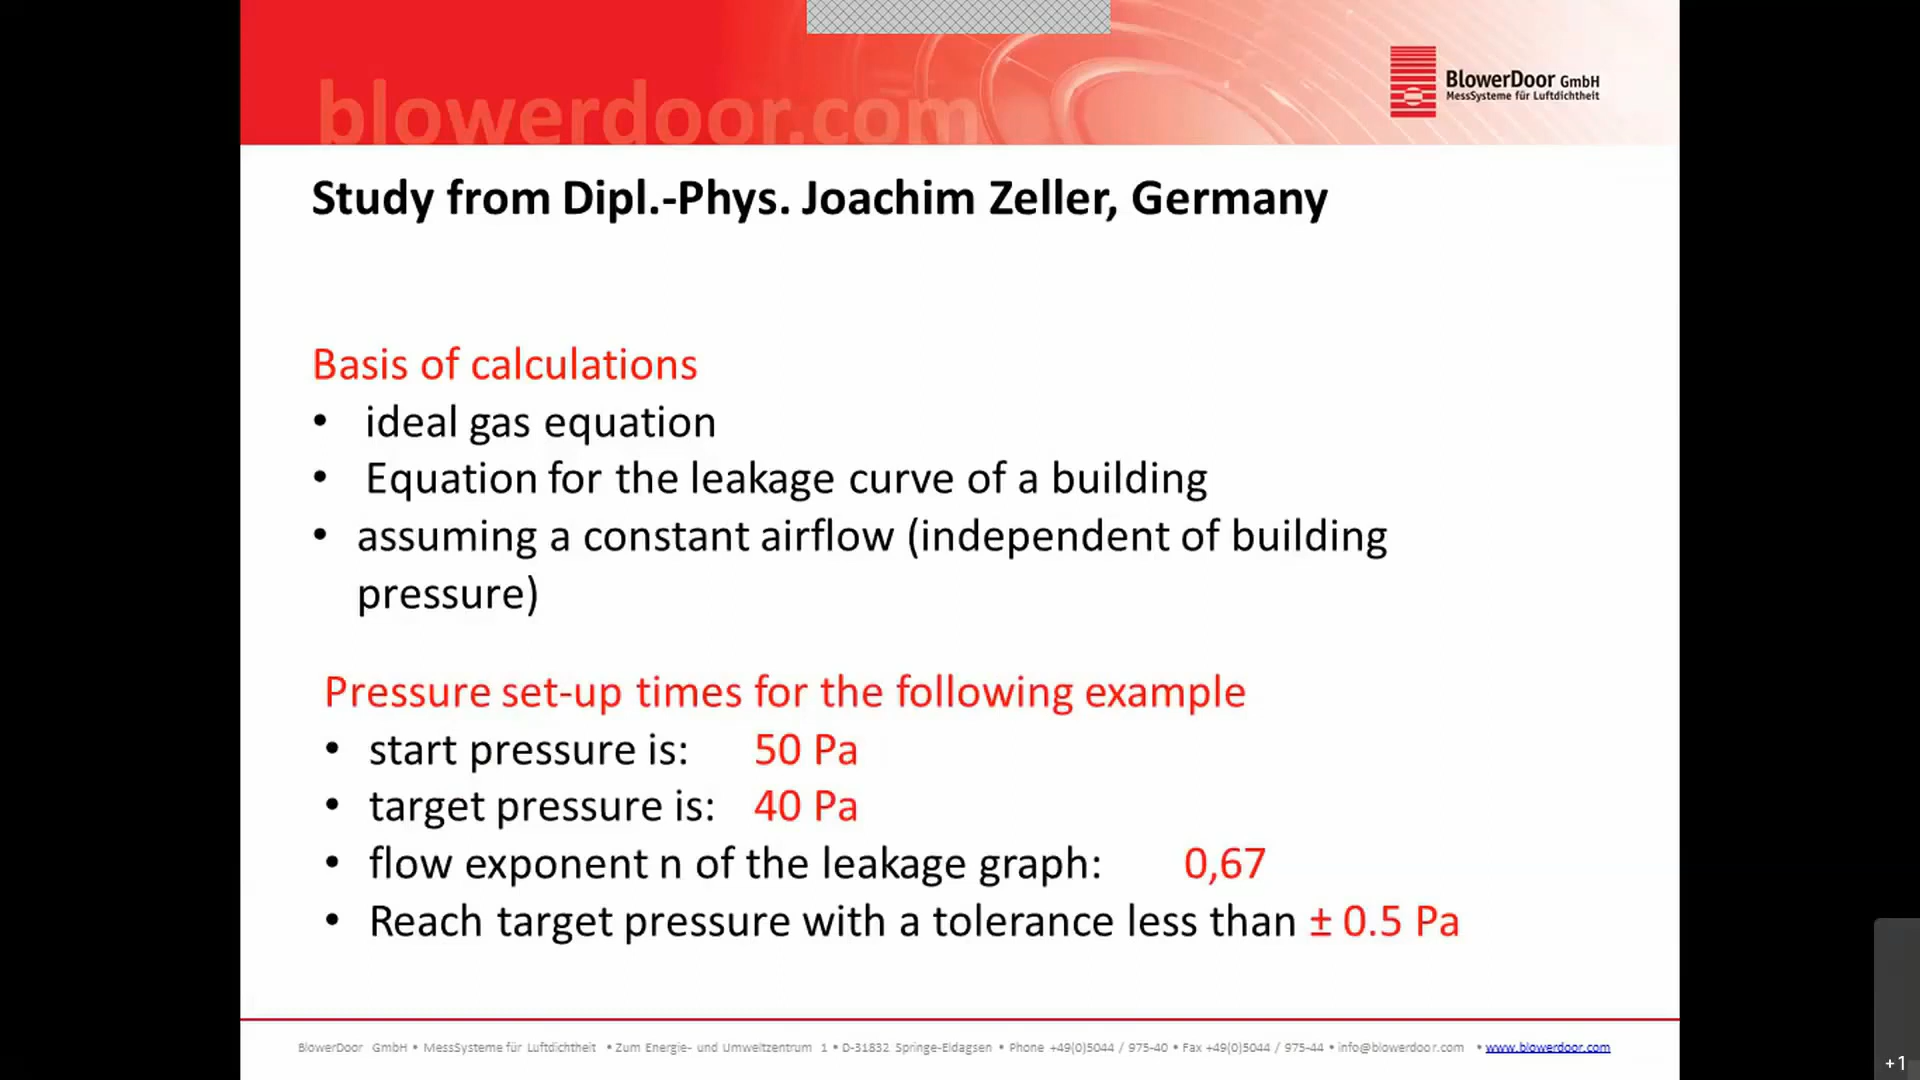 blowerdoor.com
BlowerDoor GmbH
MessSysteme für Luftdichtheit
Study from Dipl.-Phys. Joachim Zeller, Germany
Basis of calculations
• ideal gas equation
• Equation for the leakage curve of a building
• assuming a constant airflow (independent of building
pressure)
Pressure set-up times for the following example
• start pressure is: 50 Pa
• target pressure is: 40 Pa
• flow exponent n of the leakage graph: 0,67
• Reach target pressure with a tolerance less than ± 0.5 Pa
BlowerDoor GmbH • MessSysteme für Luftdichtheit • Zum Energie- und Umweltzentrum 1 • D-31832 Springe-Eldagsen • Phone +49(0)5044 / 975-40 • Fax +49(0)5044 / 975-44 • info@blowerdoor.com • www.blowerdoor.com
+1